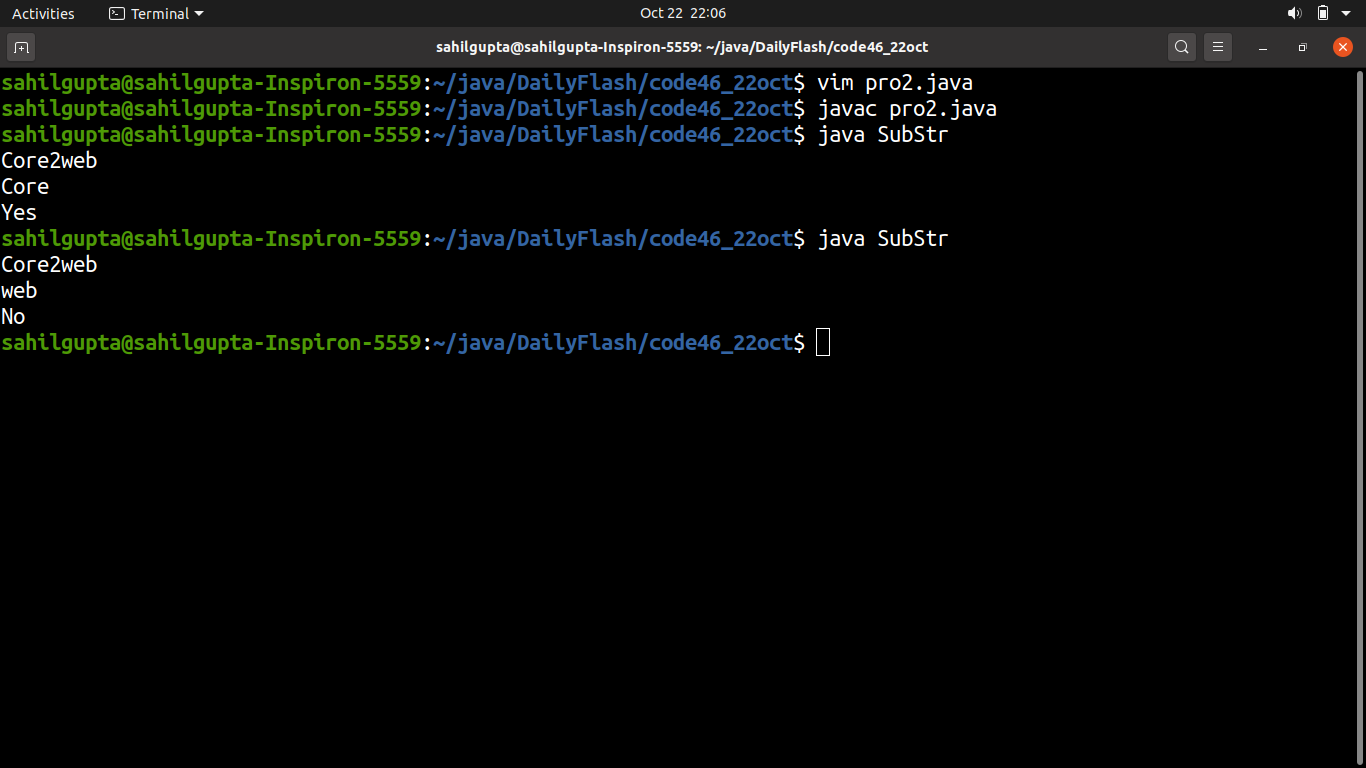 Activities Terminal Oct 22 22:06
sahilgupta@sahilgupta-Inspiron-5559: ~/java/DailyFlash/code46_22oct
sahilgupta@sahilgupta-Inspiron-5559:~/java/DailyFlash/code46_22oct$ vim pro2.java
sahilgupta@sahilgupta-Inspiron-5559:~/java/DailyFlash/code46_22oct$ javac pro2.java
sahilgupta@sahilgupta-Inspiron-5559:~/java/DailyFlash/code46_22oct$ java SubStr
Core2web
Core
Yes
sahilgupta@sahilgupta-Inspiron-5559:~/java/DailyFlash/code46_22oct$ java SubStr
Core2web
web
No
sahilgupta@sahilgupta-Inspiron-5559:~/java/DailyFlash/code46_22oct$